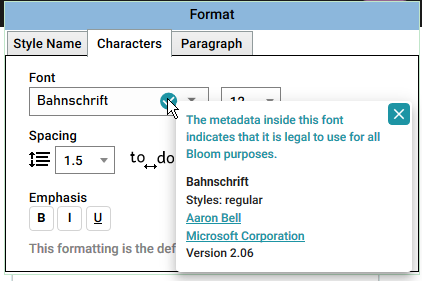 Format
Style Name Characters Paragraph
Font
Bahnschrift 12
The metadata inside this font
indicates that it is legal to use for all
Bloom purposes.
Spacing
1.5 to do
Bahnschrift
Styles: regular
Aaron Bell
Microsoft Corporation
Version 2.06
Emphasis
B I U
This formatting is the def